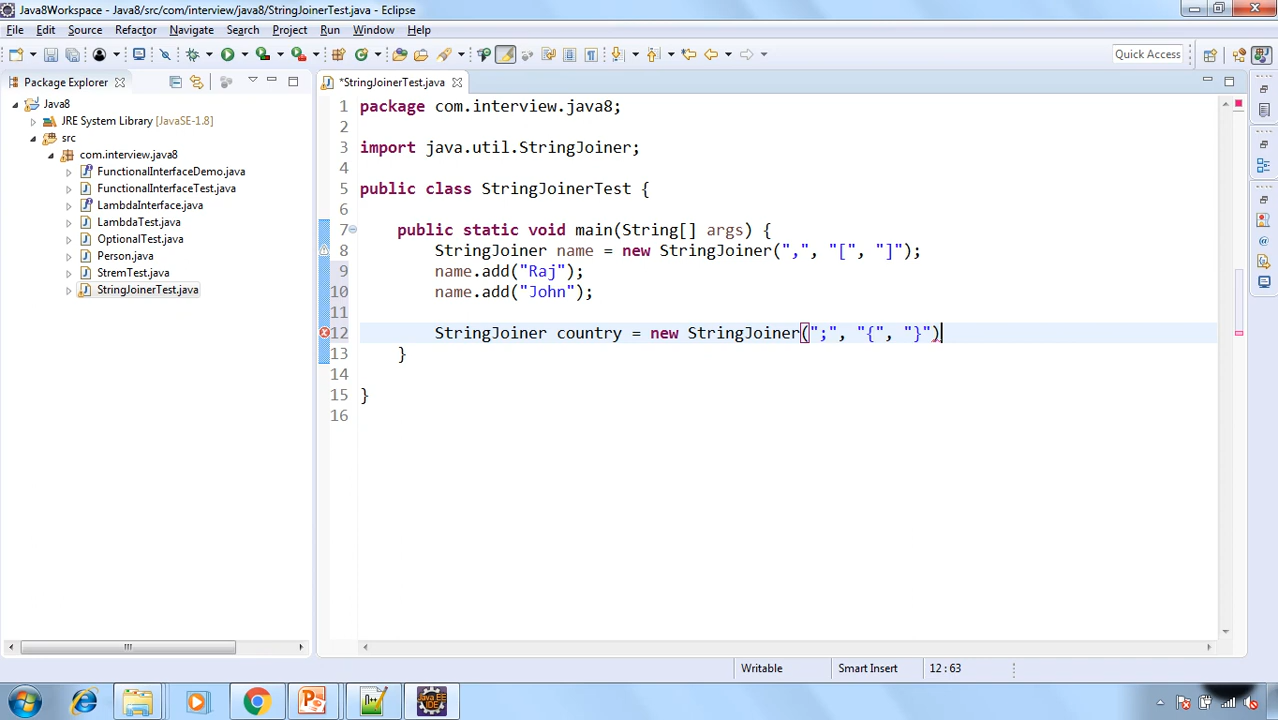 Java8Workspace - Java8/src/com/interview/java8/StringJoinerTest.java - Eclipse
File Edit Source Refactor Navigate Search Project Run Window Help
Quick Access
Package Explorer
*StringJoinerTest.java
Java8
JRE System Library [JavaSE-1.8]
src
com.interview.java8
FunctionalInterfaceDemo.java
FunctionalInterfaceTest.java
LambdaInterface.java
LambdaTest.java
OptionalTest.java
Person.java
StremTest.java
StringJoinerTest.java
1 package com.interview.java8;
2
3 import java.util.StringJoiner;
4
5 public class StringJoinerTest {
6
7 public static void main(String[] args) {
8 StringJoiner name = new StringJoiner(",", "[", "]");
9 name.add("Raj");
10 name.add("John");
11
12 StringJoiner country = new StringJoiner(";", "{", "}")
13 }
14
15 }
16
Writable Smart Insert 12 : 63
Java EE IDE